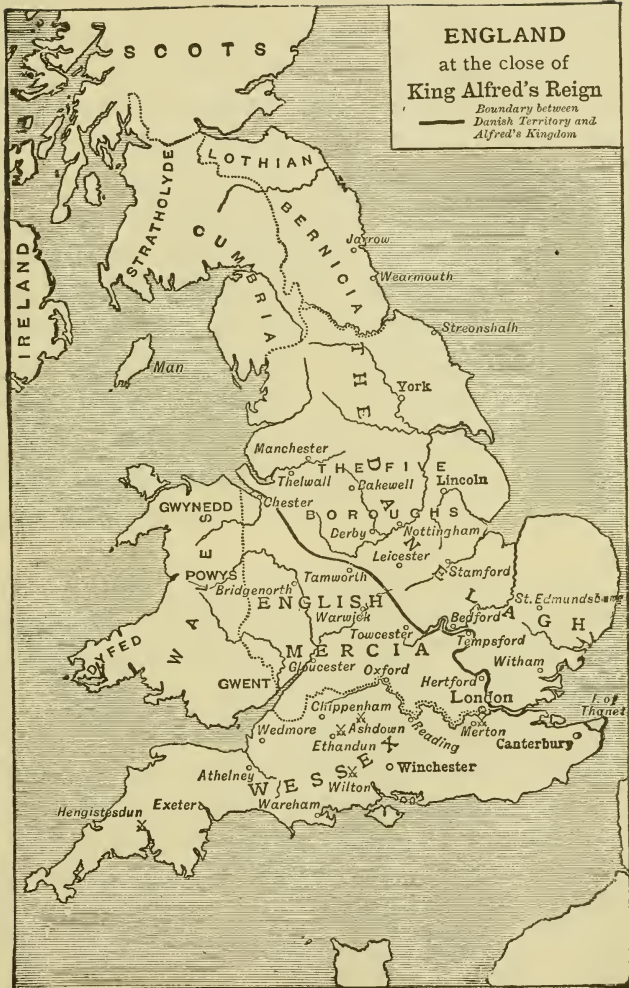 ENGLAND
at the close of
King Alfred's Reign
Boundary between
Danish Territory and
Alfred's Kingdom
SCOTS
LOTHIAN
STRATHOLYDE
CUMBRIA
BERNICIA
Jarrow
Wearmouth
IRELAND
Streonshalh
Man
THE
York
Manchester
THE FIVE
Thelwall
Bakewell
Lincoln
Chester
GWYNEDD
BOROUGHS
Derby
Nottingham
DANELAGH
Leicester
Stamford
WALES
POWYS
Tamworth
Bridgenorth
ENGLISH
St. Edmundsburg
Warwick
Bedford
Towcester
Tempsford
DYFED
MERCIA
Gloucester
Witham
GWENT
Oxford
Hertford
London
I. of
Thanet
Chippenham
Ashdown
Reading
Merton
Wedmore
Ethandun
Canterbury
Athelney
WESSEX
Wilton
Winchester
Wareham
Hengistesdun
Exeter